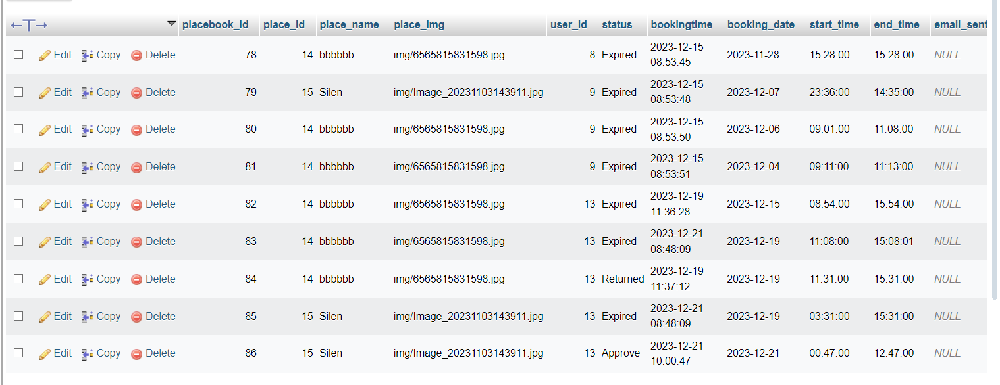 placebook_id place_id place_name place_img user_id status bookingtime booking_date start_time end_time email_sent
Edit Copy Delete 78 14 bbbbbb img/6565815831598.jpg 8 Expired 2023-12-15 08:53:45 2023-11-28 15:28:00 15:28:00 NULL
Edit Copy Delete 79 15 Silen img/Image_20231103143911.jpg 9 Expired 2023-12-15 08:53:48 2023-12-07 23:36:00 14:35:00 NULL
Edit Copy Delete 80 14 bbbbbb img/6565815831598.jpg 9 Expired 2023-12-15 08:53:50 2023-12-06 09:01:00 11:08:00 NULL
Edit Copy Delete 81 14 bbbbbb img/6565815831598.jpg 9 Expired 2023-12-15 08:53:51 2023-12-04 09:11:00 11:13:00 NULL
Edit Copy Delete 82 14 bbbbbb img/6565815831598.jpg 13 Expired 2023-12-19 11:36:28 2023-12-15 08:54:00 15:54:00 NULL
Edit Copy Delete 83 14 bbbbbb img/6565815831598.jpg 13 Expired 2023-12-21 08:48:09 2023-12-19 11:08:00 15:08:01 NULL
Edit Copy Delete 84 14 bbbbbb img/6565815831598.jpg 13 Returned 2023-12-19 11:37:12 2023-12-19 11:31:00 15:31:00 NULL
Edit Copy Delete 85 15 Silen img/Image_20231103143911.jpg 13 Expired 2023-12-21 08:48:09 2023-12-19 03:31:00 15:31:00 NULL
Edit Copy Delete 86 15 Silen img/Image_20231103143911.jpg 13 Approve 2023-12-21 10:00:47 2023-12-21 00:47:00 12:47:00 NULL